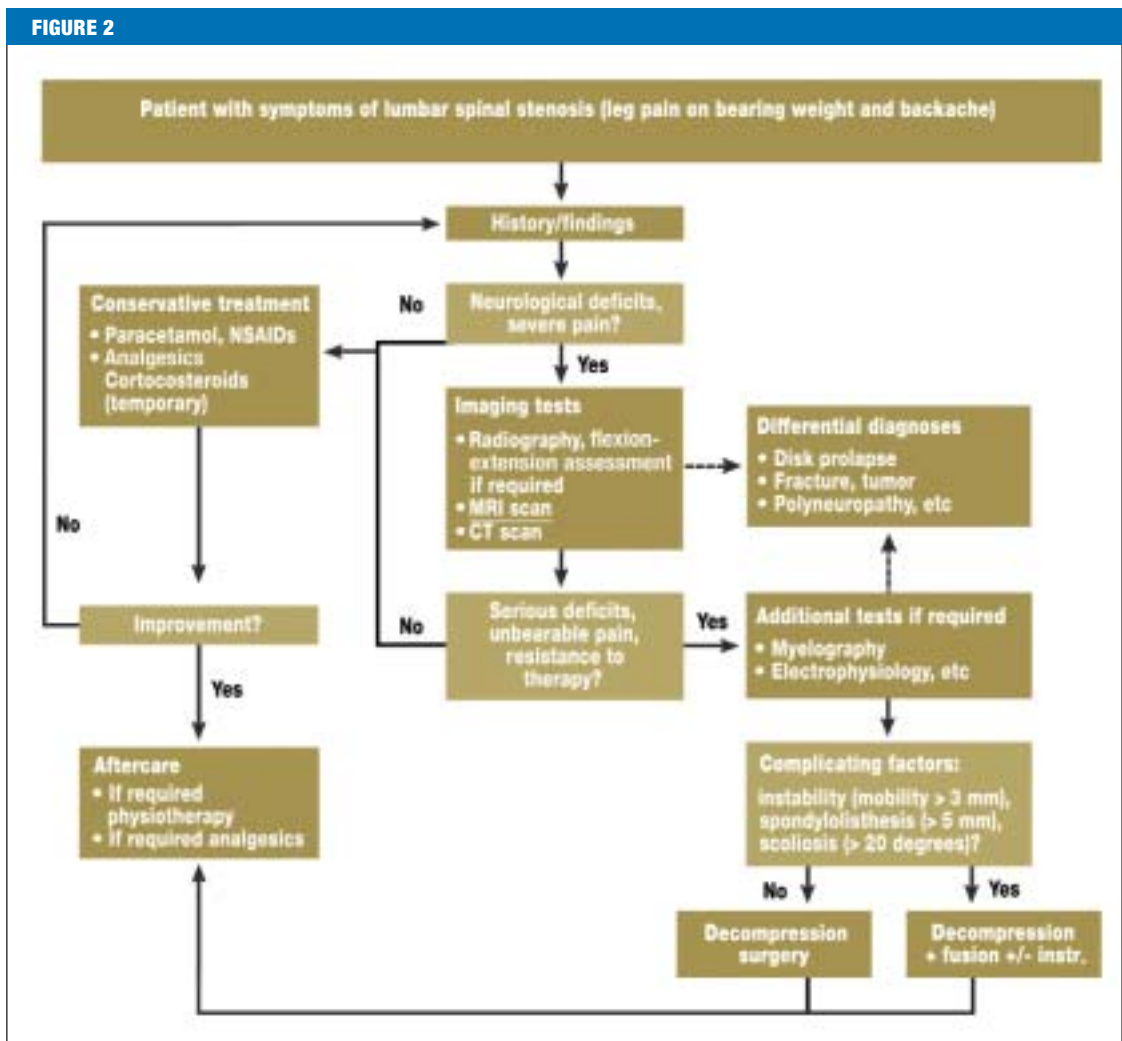 FIGURE 2
Patient with symptoms of lumbar spinal stenosis (leg pain on bearing weight and backache)
History/findings
No
Neurological deficits,
severe pain?
Yes
Conservative treatment
• Paracetamol, NSAIDs
• Analgesics
Cortocosteroids
(temporary)
Imaging tests
• Radiography, flexion-
extension assessment
if required
• MRI scan
• CT scan
Differential diagnoses
• Disk prolapse
• Fracture, tumor
• Polyneuropathy, etc
No
Improvement?
Yes
No
Serious deficits,
unbearable pain,
resistance to
therapy?
Yes
Additional tests if required
• Myelography
• Electrophysiology, etc
Aftercare
• If required
physiotherapy
• If required analgesics
Complicating factors:
instability (mobility > 3 mm),
spondylolisthesis (> 5 mm),
scoliosis (> 20 degrees)?
No
Yes
Decompression
surgery
Decompression
+ fusion +/- instr.